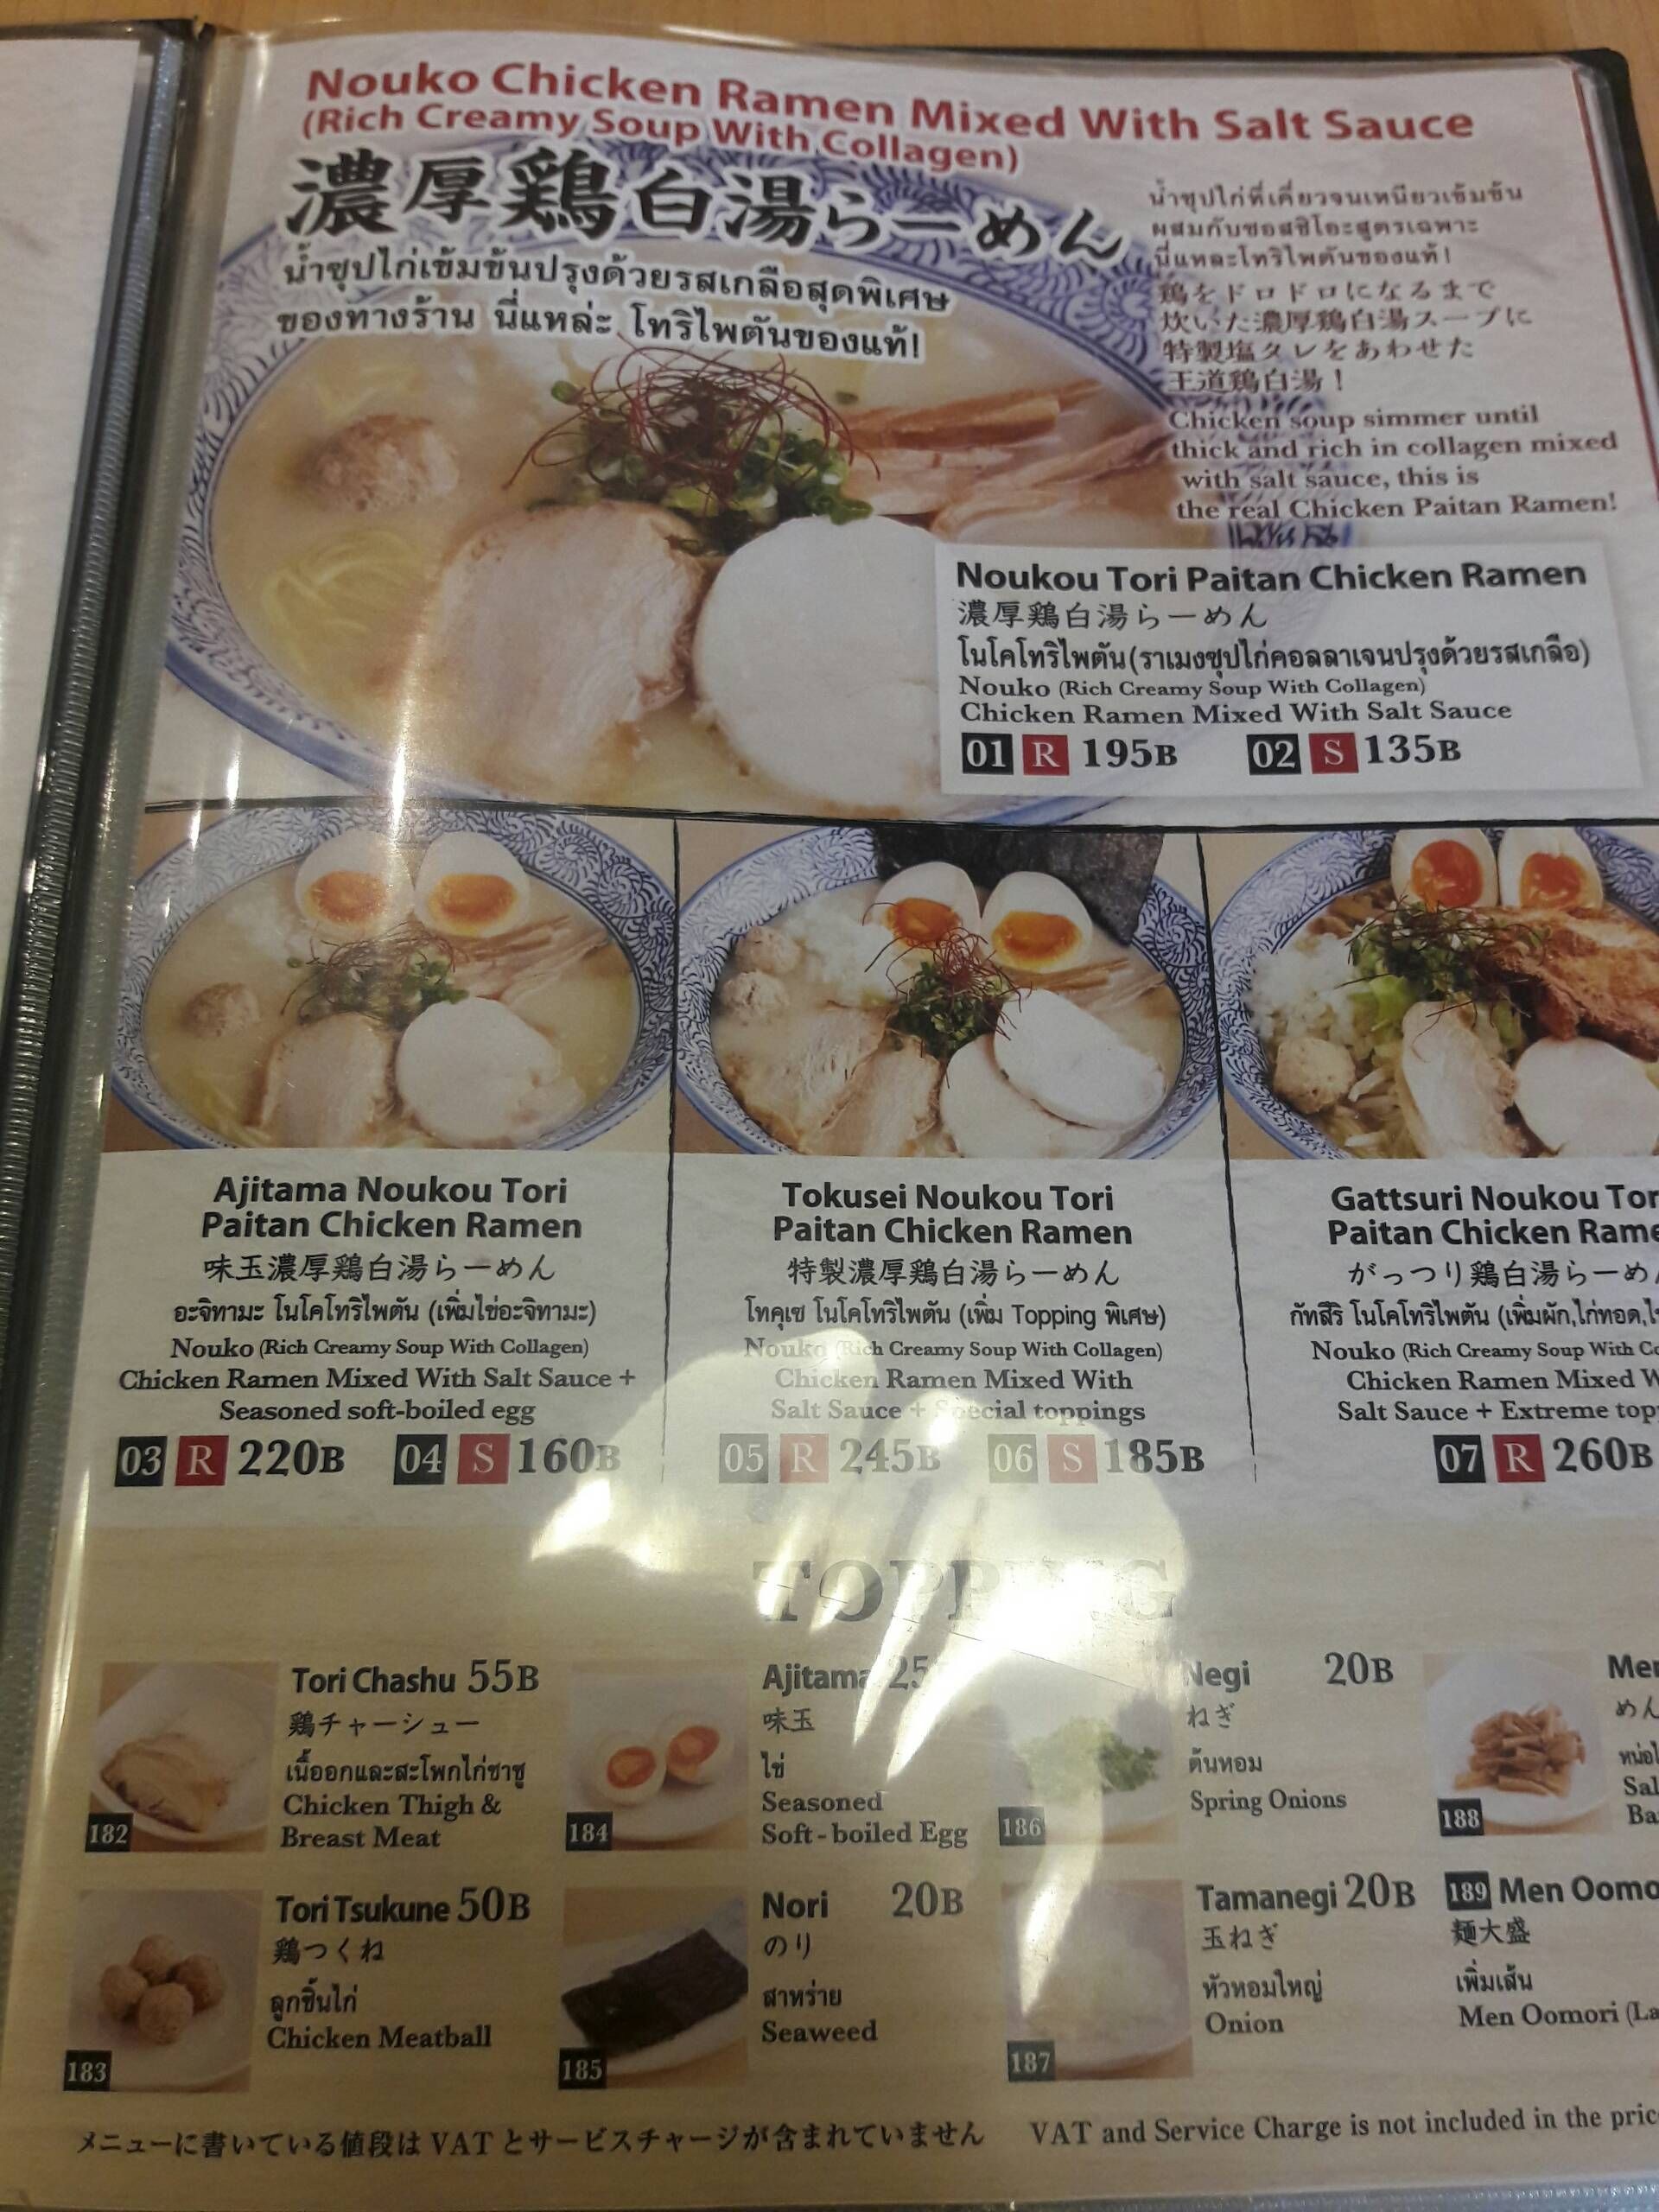 Nouko Chicken Ramen Mixed With Salt Sauce
(Rich Creamy Soup With Collagen)
濃厚鶏白湯らーめん
น้ำซุปไก่เข้มข้นปรุงด้วยรสเกลือสุดพิเศษ
ของทางร้าน นี่แหล่ะ โทริไพตันของแท้!
น้ำซุปไก่ที่เคี่ยวจนเหนียวเข้มข้น
ผสมกับซอสชิโอะสูตรเฉพาะ
นี่แหละโทริไพตันของแท้!
鶏をドロドロになるまで
炊いた濃厚鶏白湯スープに
特製塩タレをあわせた
王道鶏白湯！
Chicken soup simmer until
thick and rich in collagen mixed
with salt sauce, this is
the real Chicken Paitan Ramen!
Noukou Tori Paitan Chicken Ramen
濃厚鶏白湯らーめん
โนโคโทริไพตัน(ราเมงซุปไก่คอลลาเจนปรุงด้วยรสเกลือ)
Nouko (Rich Creamy Soup With Collagen)
Chicken Ramen Mixed With Salt Sauce
01 R 195B 02 S 135B
Ajitama Noukou Tori
Paitan Chicken Ramen
味玉濃厚鶏白湯らーめん
อะจิทามะ โนโคโทริไพตัน (เพิ่มไข่อะจิทามะ)
Nouko (Rich Creamy Soup With Collagen)
Chicken Ramen Mixed With Salt Sauce +
Seasoned soft-boiled egg
03 R 220B 04 S 160B
Tokusei Noukou Tori
Paitan Chicken Ramen
特製濃厚鶏白湯らーめん
โทคุเซ โนโคโทริไพตัน (เพิ่ม Topping พิเศษ)
Nouko (Rich Creamy Soup With Collagen)
Chicken Ramen Mixed With
Salt Sauce + Special toppings
05 R 245B 06 S 185B
Gattsuri Noukou Tor
Paitan Chicken Rame
がっつり鶏白湯らーめ
กัทสึริ โนโคโทริไพตัน (เพิ่มผัก,ไก่ทอด,
Nouko (Rich Creamy Soup With Co
Chicken Ramen Mixed W
Salt Sauce + Extreme top
07 R 260B
TOPPING
Tori Chashu 55B
鶏チャーシュー
เนื้ออกและสะโพกไก่ชาชู
Chicken Thigh &
Breast Meat
182
Ajitama 25
味玉
ไข่
Seasoned
Soft-boiled Egg
184
Negi 20B
ねぎ
ต้นหอม
Spring Onions
186
Me
めん
หน่อ
Sal
Ba
188
Tori Tsukune 50B
鶏つくね
ลูกชิ้นไก่
Chicken Meatball
183
Nori 20B
のり
สาหร่าย
Seaweed
185
Tamanegi 20B
玉ねぎ
หัวหอมใหญ่
Onion
187
189 Men Oomo
麺大盛
เพิ่มเส้น
Men Oomori (La
メニューに書いている値段は VAT とサービスチャージが含まれていません VAT and Service Charge is not included in the pric